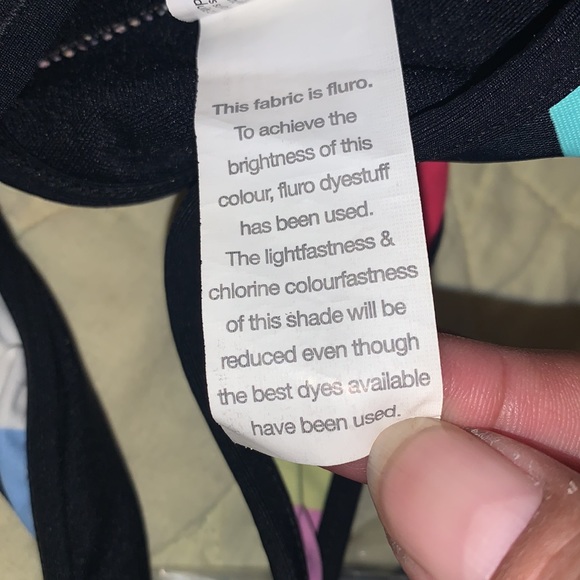 This fabric is fluro.
To achieve the
brightness of this
colour, fluro dyestuff
has been used.
The lightfastness &
chlorine colourfastness
of this shade will be
reduced even though
the best dyes available
have been used.